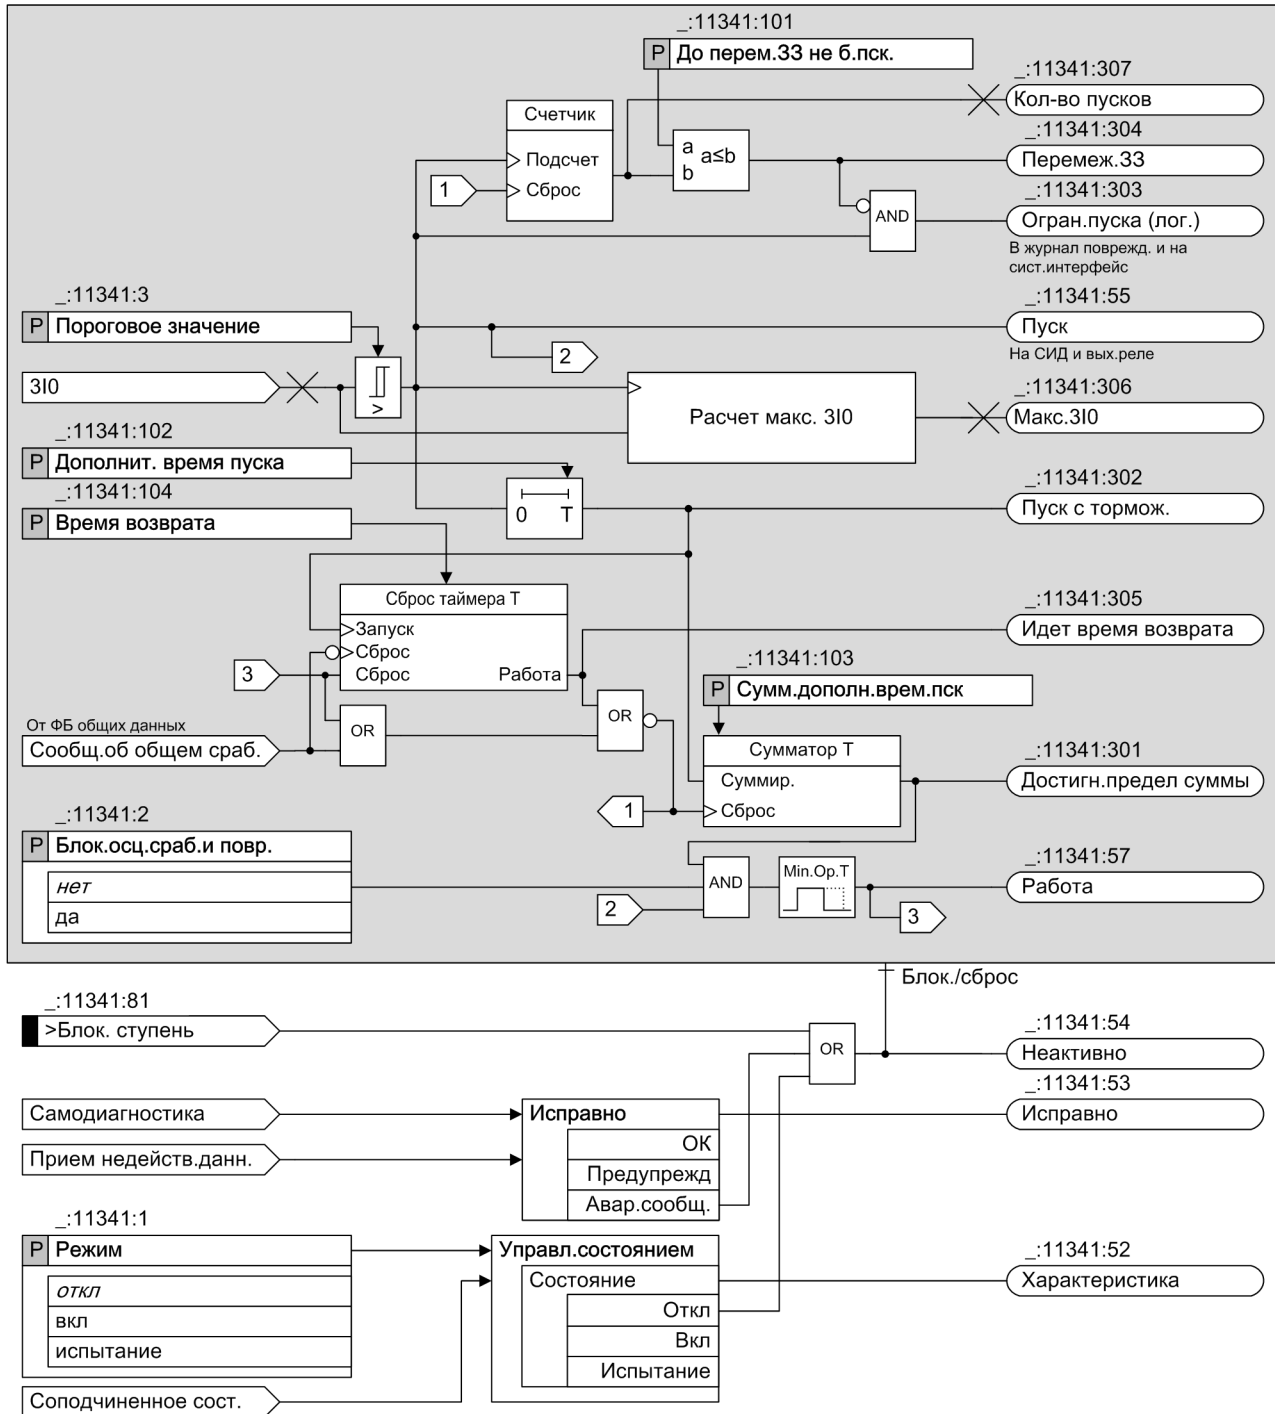 _:11341:101
P До перем.ЗЗ не б.пск.
_:11341:307
Кол-во пусков
Счетчик
Подсчет
Сброс
1
a
b
a≤b
_:11341:304
Перемеж.ЗЗ
_:11341:303
AND
Огран.пуска (лог.)
В журнал поврежд. и на
сист.интерфейс
_:11341:3
P Пороговое значение
_:11341:55
Пуск
На СИД и вых.реле
2
3I0
>
Расчет макс. 3I0
_:11341:306
Макс.3I0
_:11341:102
P Дополнит. время пуска
_:11341:104
P Время возврата
0 T
_:11341:302
Пуск с тормож.
Сброс таймера T
Запуск
Сброс
Сброс
Работа
3
_:11341:305
Идет время возврата
_:11341:103
P Сумм.дополн.врем.пск
От ФБ общих данных
Сообщ.об общем сраб.
OR
OR
Сумматор T
Суммир.
Сброс
1
_:11341:301
Достигн.предел суммы
_:11341:2
P Блок.осц.сраб.и повр.
нет
да
2
AND
Min.Op.T
_:11341:57
Работа
3
Блок./сброс
_:11341:81
>Блок. ступень
OR
_:11341:54
Неактивно
_:11341:53
Исправно
Самодиагностика
Прием недейств.данн.
Исправно
ОК
Предупрежд
Авар.сообщ.
_:11341:1
P Режим
откл
вкл
испытание
Соподчиненное сост.
Управл.состоянием
Состояние
Откл
Вкл
Испытание
_:11341:52
Характеристика